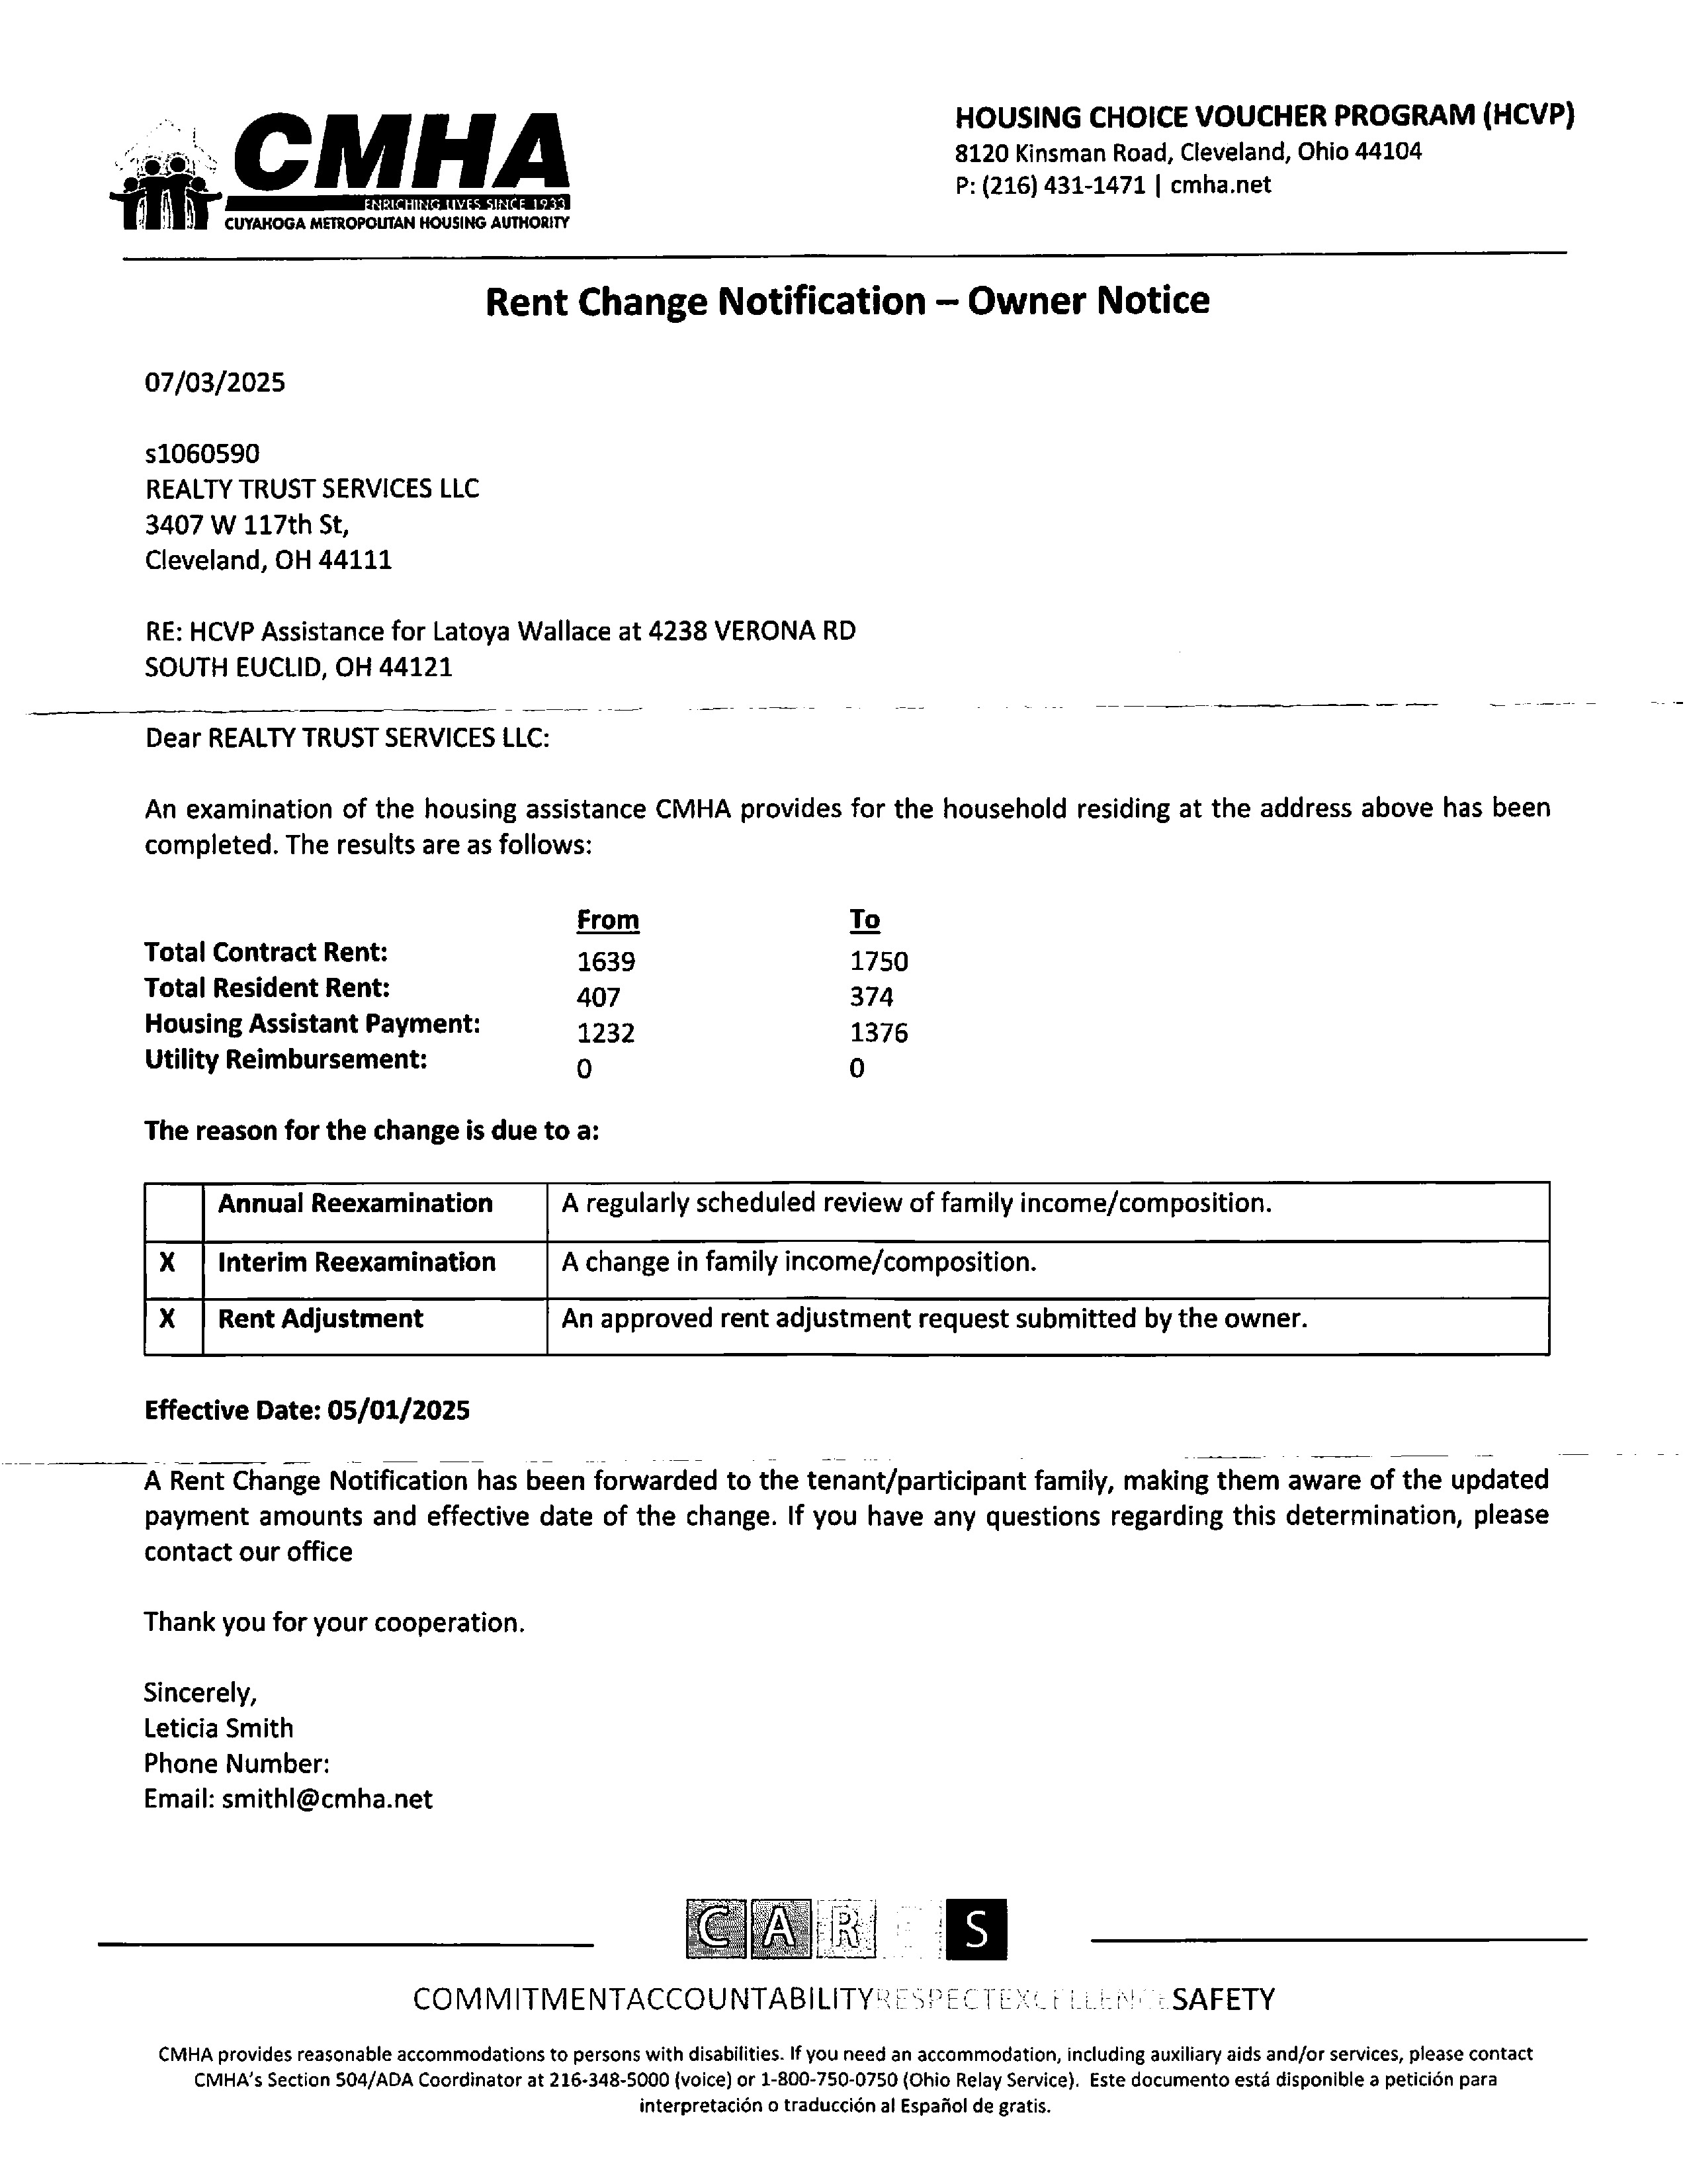 CMHA
ENRICHING LIVES SINCE 1933
CUYAHOGA METROPOLITAN HOUSING AUTHORITY
HOUSING CHOICE VOUCHER PROGRAM (HCVP)
8120 Kinsman Road, Cleveland, Ohio 44104
P: (216) 431-1471 | cmha.net
Rent Change Notification – Owner Notice
07/03/2025
s1060590
REALTY TRUST SERVICES LLC
3407 W 117th St,
Cleveland, OH 44111
RE: HCVP Assistance for Latoya Wallace at 4238 VERONA RD
SOUTH EUCLID, OH 44121
Dear REALTY TRUST SERVICES LLC:
An examination of the housing assistance CMHA provides for the household residing at the address above has been
completed. The results are as follows:
From To
Total Contract Rent: 1639 1750
Total Resident Rent: 407 374
Housing Assistant Payment: 1232 1376
Utility Reimbursement: 0 0
The reason for the change is due to a:
Annual Reexamination A regularly scheduled review of family income/composition.
X Interim Reexamination A change in family income/composition.
X Rent Adjustment An approved rent adjustment request submitted by the owner.
Effective Date: 05/01/2025
A Rent Change Notification has been forwarded to the tenant/participant family, making them aware of the updated
payment amounts and effective date of the change. If you have any questions regarding this determination, please
contact our office
Thank you for your cooperation.
Sincerely,
Leticia Smith
Phone Number:
Email: smithl@cmha.net
C A R S
COMMITMENTACCOUNTABILITYRESPECTEXCELLENCESAFETY
CMHA provides reasonable accommodations to persons with disabilities. If you need an accommodation, including auxiliary aids and/or services, please contact
CMHA's Section 504/ADA Coordinator at 216-348-5000 (voice) or 1-800-750-0750 (Ohio Relay Service). Este documento está disponible a petición para
interpretación o traducción al Español de gratis.